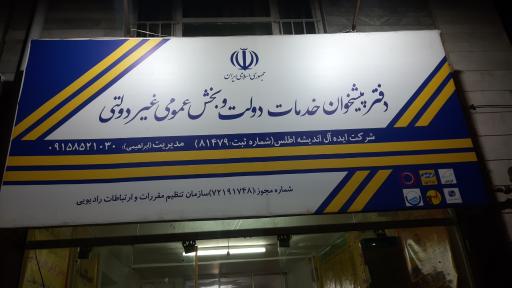 جمهوری اسلامی ایران
دفتر پیشخوان خدمات دولت و بخش عمومی غیر دولتی
شرکت ایده آل اندیشه اطلس (شماره ثبت: ۸۱۴۷۹) مدیریت (ابراهیمی): ۰۹۱۵۸۵۲۱۰۳۰
شماره مجوز: (۷۲۱۹۱۷۴۸) سازمان تنظیم مقررات و ارتباطات رادیویی